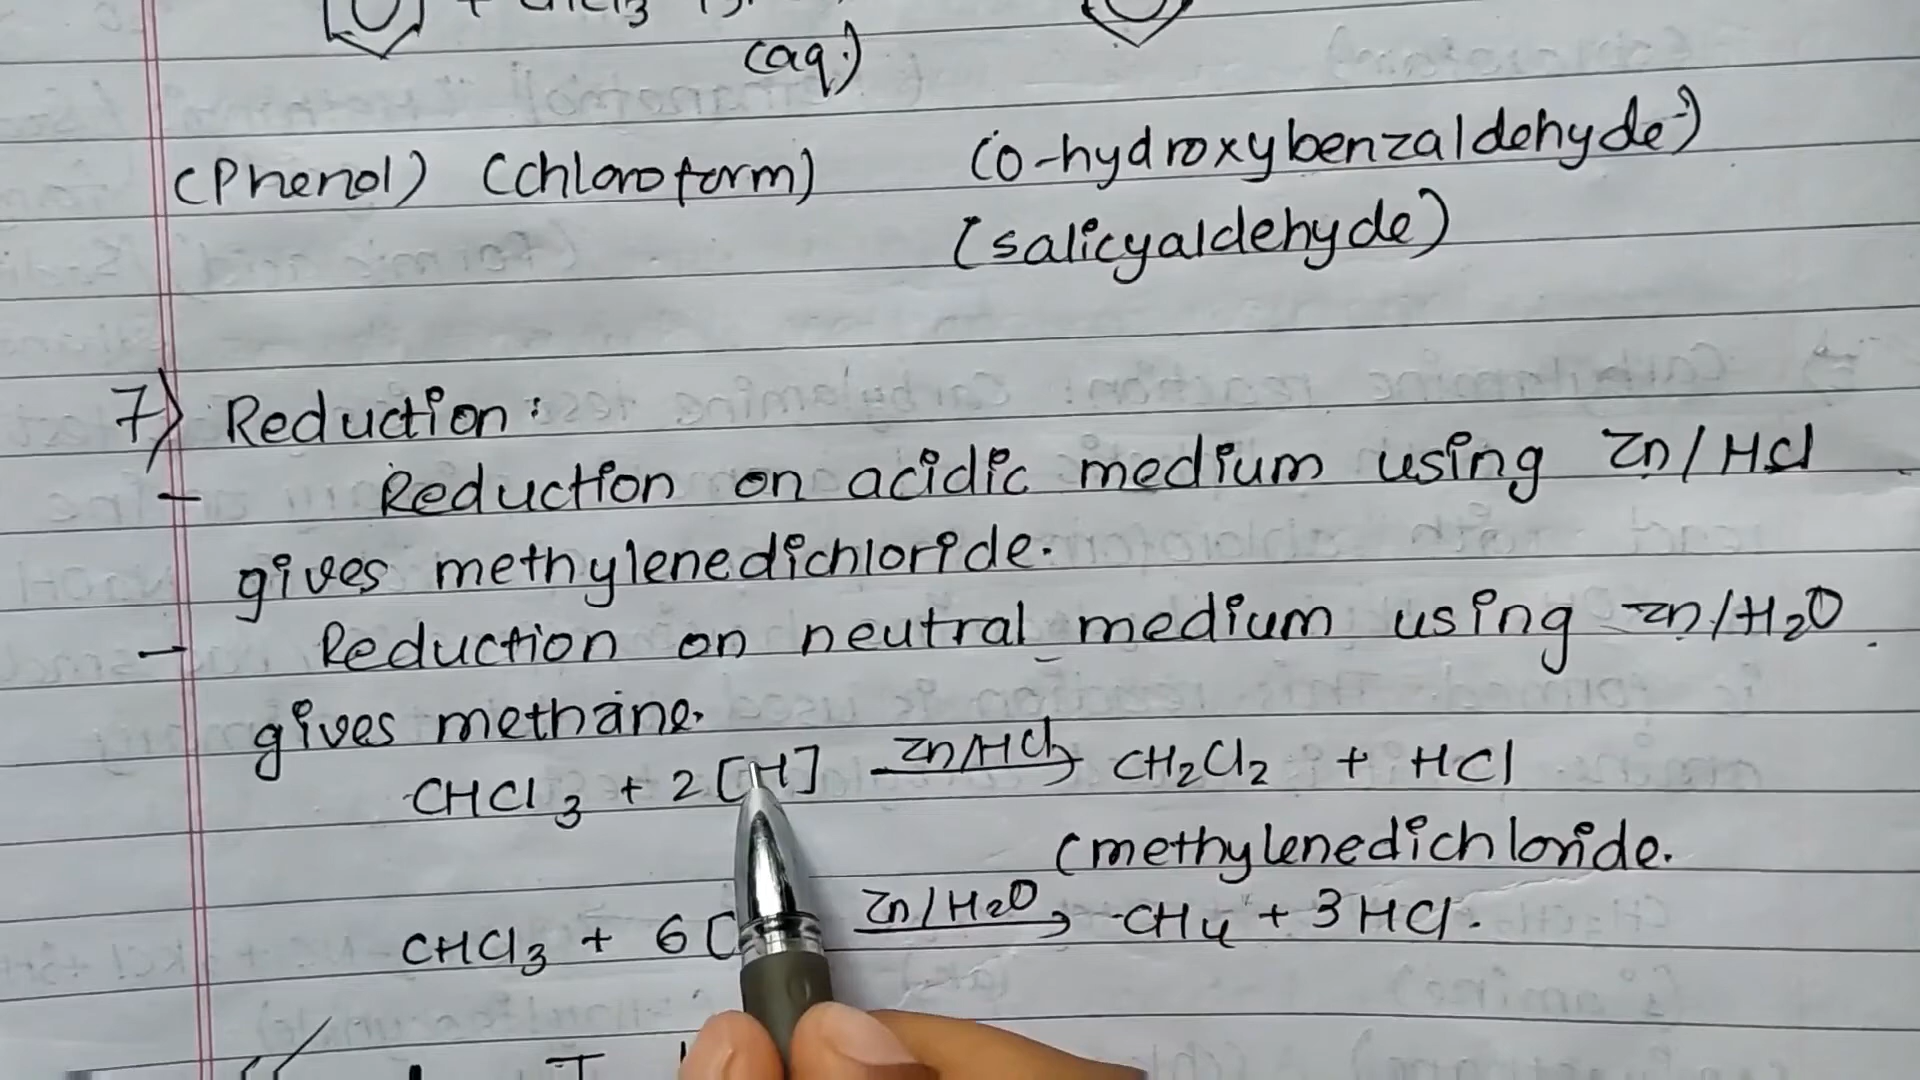 + CHCl3
(aq.)
(Phenol) (chloroform) (o-hydroxybenzaldehyde)
(salicyaldehyde)
7) Reduction:
- Reduction on acidic medium using Zn/HCl
gives methylenedichloride.
- Reduction on neutral medium using Zn/H2O
gives methane.
CHCl3 + 2[H] Zn/HCl → CH2Cl2 + HCl
(methylenedichloride.
CHCl3 + 6[ Zn/H2O → CH4 + 3HCl.